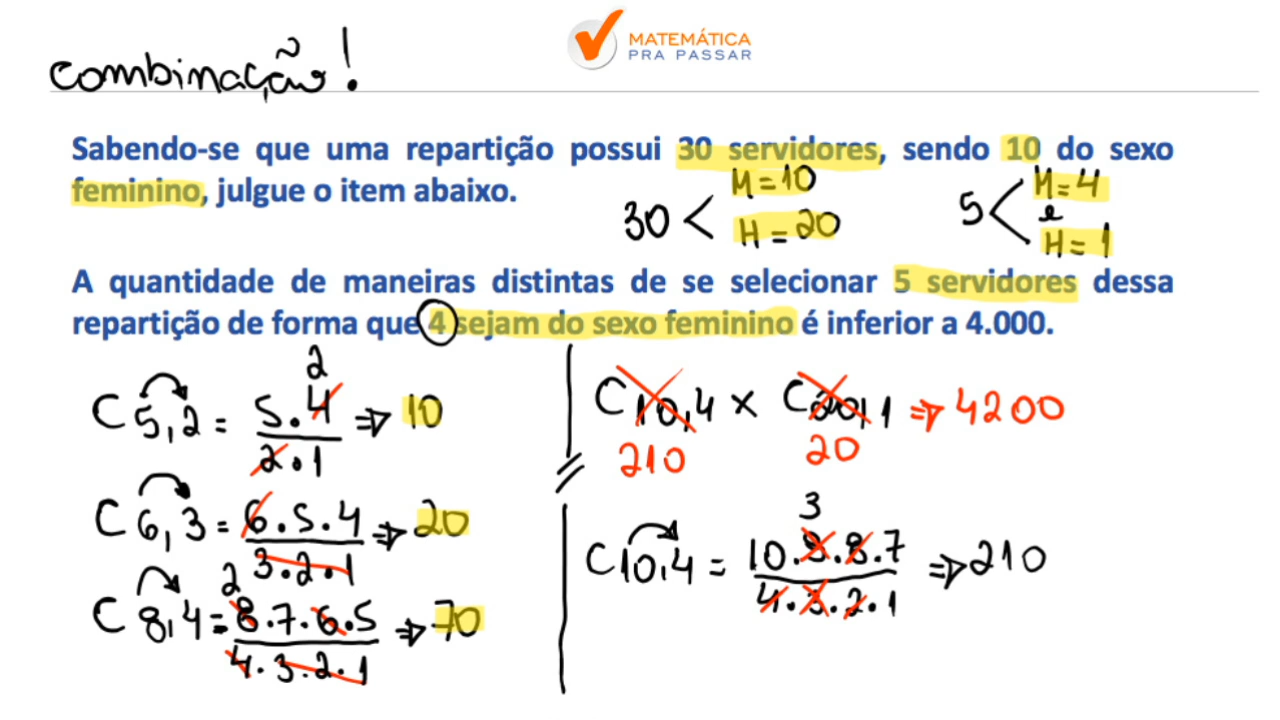 MATEMÁTICA
PRA PASSAR
combinação!
Sabendo-se que uma repartição possui 30 servidores, sendo 10 do sexo
feminino, julgue o item abaixo.
30 < M = 10
H = 20
5 < M = 4
e
H = 1
A quantidade de maneiras distintas de se selecionar 5 servidores dessa
repartição de forma que 4 sejam do sexo feminino é inferior a 4.000.
2
C 5,2 = 5.4 ⇒ 10
2.1
C 6,3 = 6.5.4 ⇒ 20
3.2.1
2
C 8,4 = 8.7.6.5 ⇒ 70
4.3.2.1
C10,4 x C20,1 ⇒ 4200
210 20
3
C10,4 = 10.9.8.7 ⇒ 210
4.3.2.1